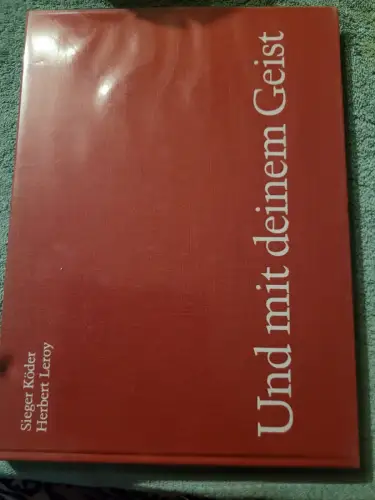 Sieger Köder
Herbert Leroy
Und mit deinem Geist